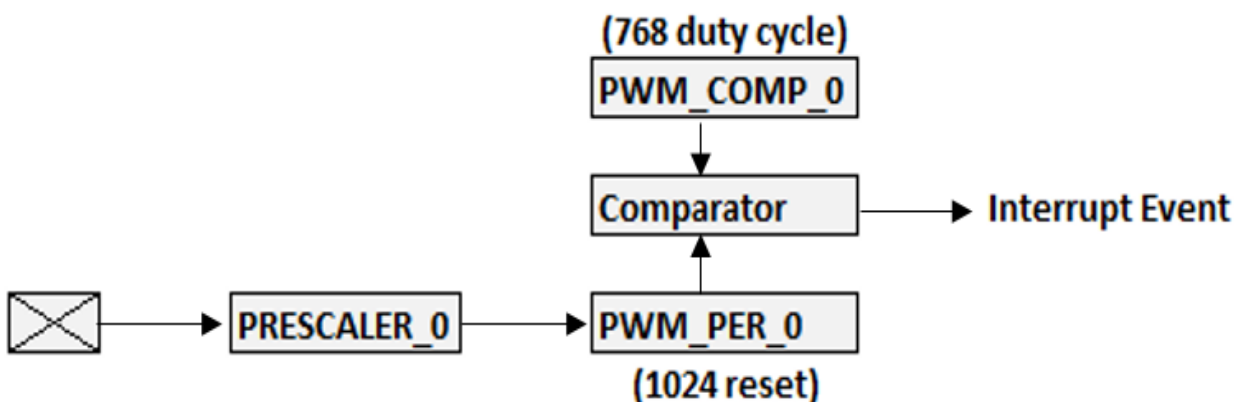 (768 duty cycle)
PWM_COMP_0
Comparator
Interrupt Event
PRESCALER_0
PWM_PER_0
(1024 reset)